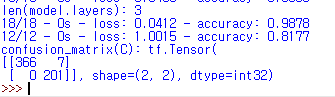 len(model.layers): 3
18/18 - 0s - loss: 0.0412 - accuracy: 0.9878
12/12 - 0s - loss: 1.0015 - accuracy: 0.8177
confusion_matrix(C): tf.Tensor(
[[366   7]
 [  0 201]], shape=(2, 2), dtype=int32)
>>>